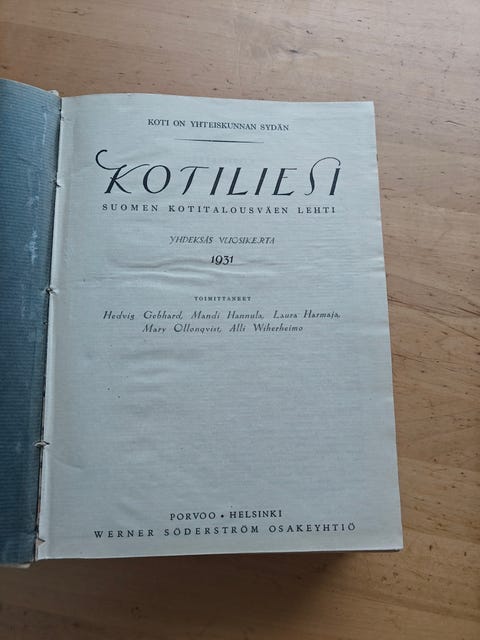 KOTI ON YHTEISKUNNAN SYDÄN
KOTILIESI
SUOMEN KOTITALOUSVÄEN LEHTI
YHDEKSÄS VUOSIKERTA
1931
TOIMITTANEET
Hedvig Gebhard, Mandi Hannula, Laura Harmaja,
Mary Ollonqvist, Alli Wiherheimo
PORVOO • HELSINKI
WERNER SÖDERSTRÖM OSAKEYHTIÖ